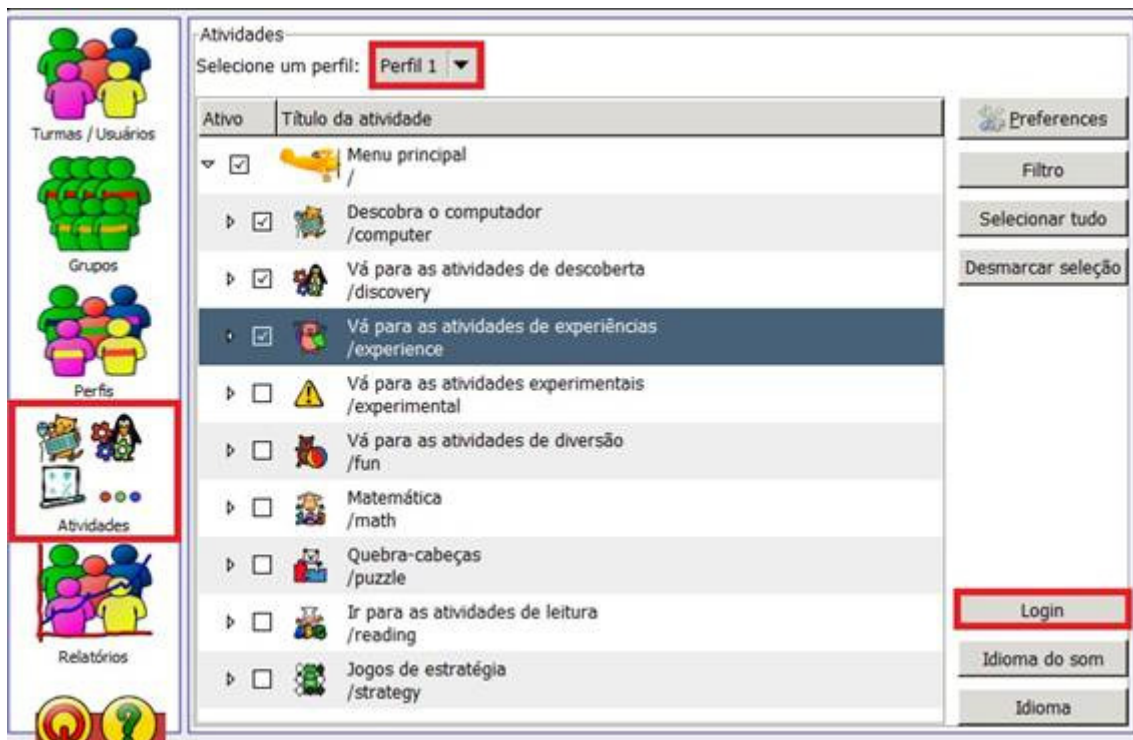 Turmas / Usuários
Grupos
Perfis
Atividades
Relatórios
Atividades
Selecione um perfil: Perfil 1
Ativo Título da atividade
Menu principal
/
Descobra o computador
/computer
Vá para as atividades de descoberta
/discovery
Vá para as atividades de experiências
/experience
Vá para as atividades experimentais
/experimental
Vá para as atividades de diversão
/fun
Matemática
/math
Quebra-cabeças
/puzzle
Ir para as atividades de leitura
/reading
Jogos de estratégia
/strategy
Preferences
Filtro
Selecionar tudo
Desmarcar seleção
Login
Idioma do som
Idioma